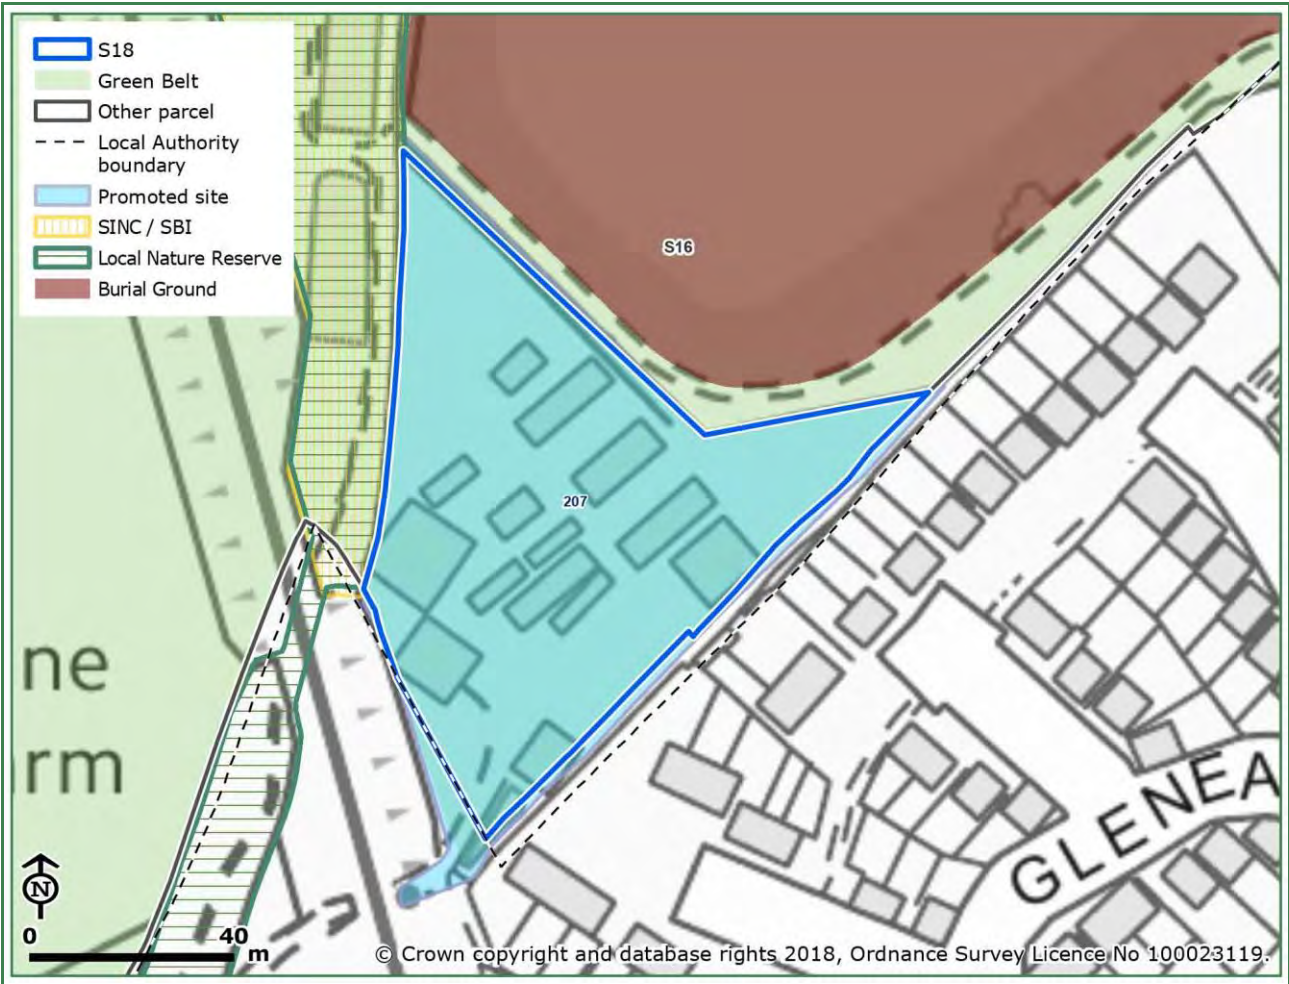 S18
Green Belt
Other parcel
Local Authority
boundary
Promoted site
SINC / SBI
Local Nature Reserve
Burial Ground
S16
207
ne
rm
GLENEA
N
0 40
m
© Crown copyright and database rights 2018, Ordnance Survey Licence No 100023119.